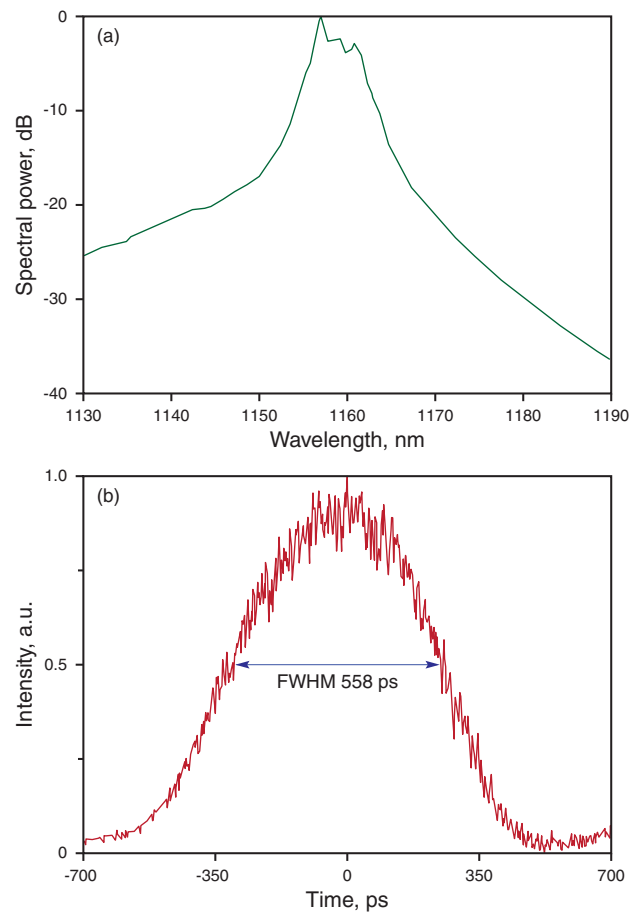 (a)
0
-10
-20
-30
-40
Spectral power, dB
1130 1140 1150 1160 1170 1180 1190
Wavelength, nm
(b)
1.0
0.5
0
Intensity, a.u.
FWHM 558 ps
-700 -350 0 350 700
Time, ps